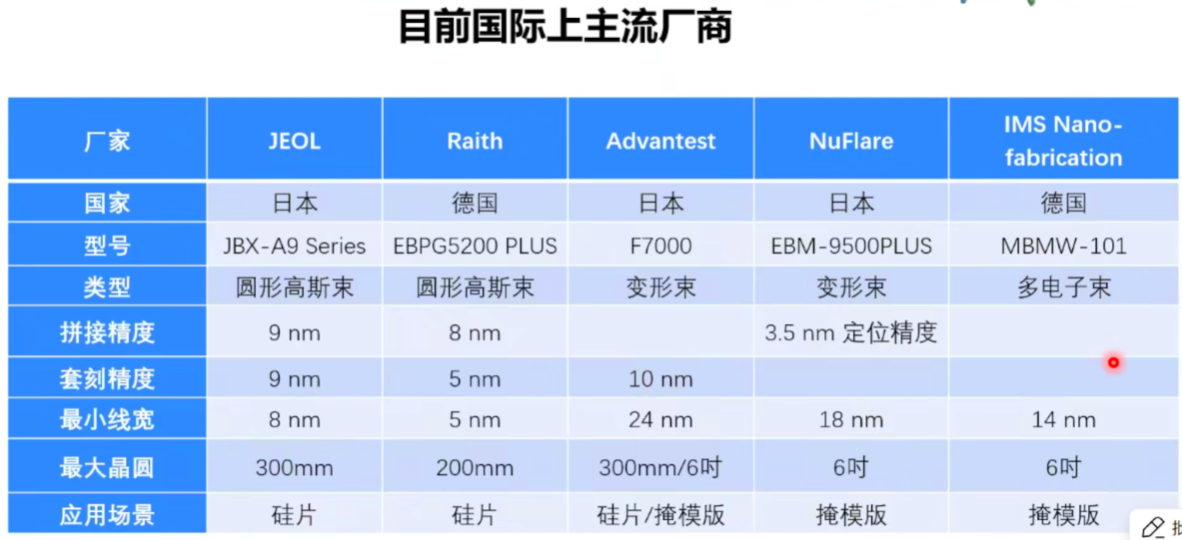 目前国际上主流厂商
厂家 JEOL Raith Advantest NuFlare IMS Nano-
fabrication
国家 日本 德国 日本 日本 德国
型号 JBX-A9 Series EBPG5200 PLUS F7000 EBM-9500PLUS MBMW-101
类型 圆形高斯束 圆形高斯束 变形束 变形束 多电子束
拼接精度 9 nm 8 nm 3.5 nm 定位精度
套刻精度 9 nm 5 nm 10 nm
最小线宽 8 nm 5 nm 24 nm 18 nm 14 nm
最大晶圆 300mm 200mm 300mm/6吋 6吋 6吋
应用场景 硅片 硅片 硅片/掩模版 掩模版 掩模版